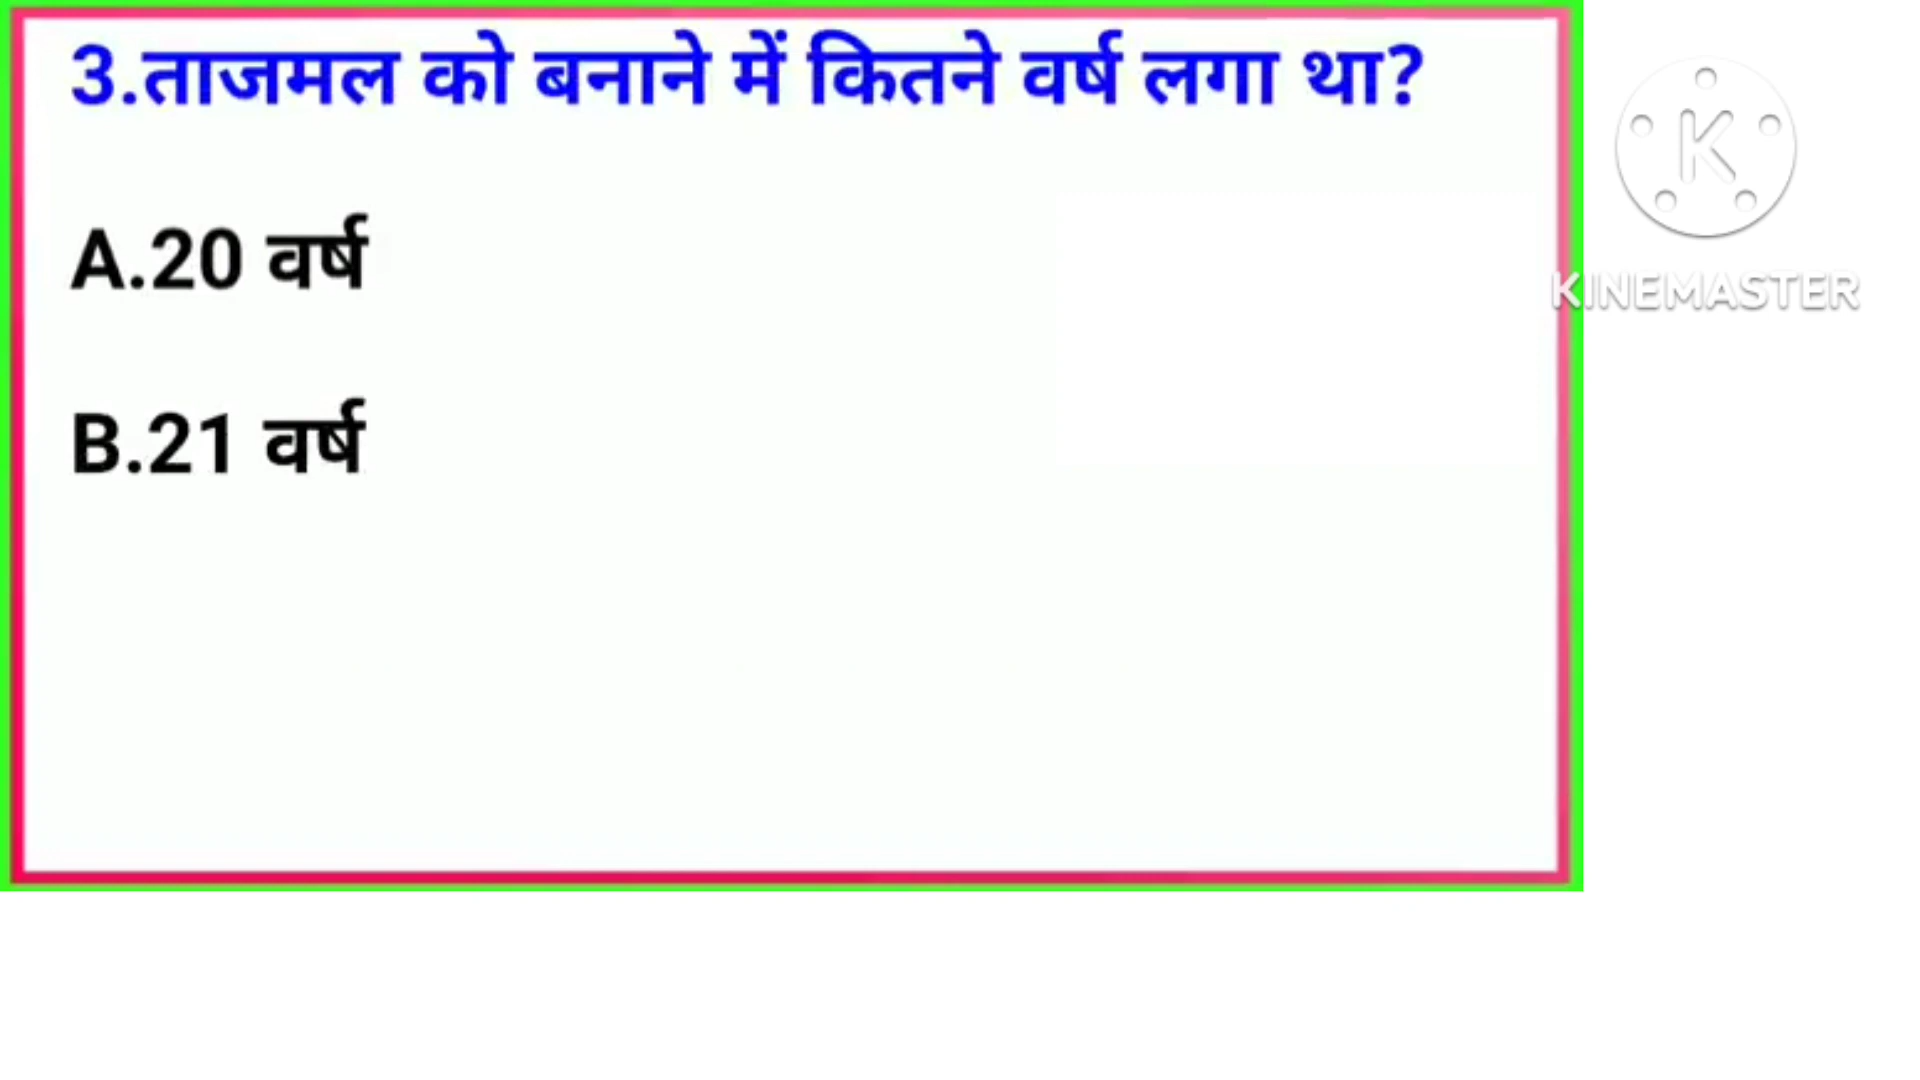 3.ताजमल को बनाने में कितने वर्ष लगा था?
A.20 वर्ष
B.21 वर्ष
K
KINEMASTER